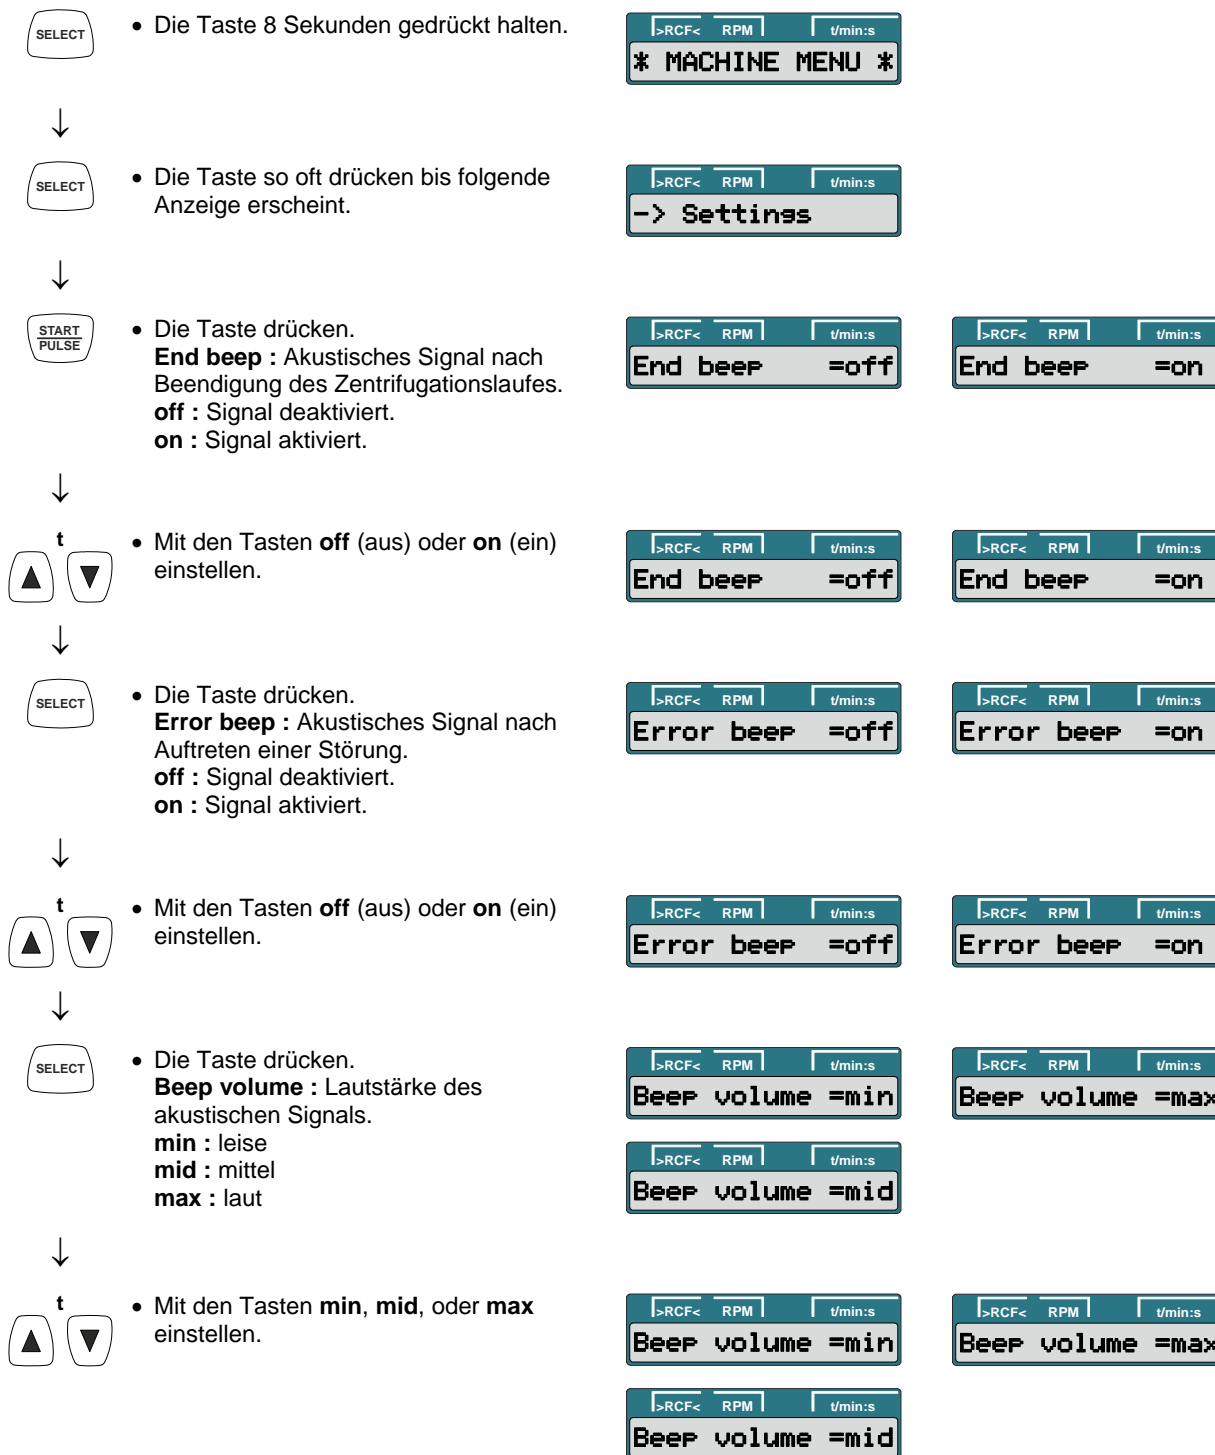 SELECT
• Die Taste 8 Sekunden gedrückt halten.
>RCF< RPM t/min:s
* MACHINE MENU *
↓
SELECT
• Die Taste so oft drücken bis folgende
Anzeige erscheint.
>RCF< RPM t/min:s
-> Settings
↓
START
PULSE
• Die Taste drücken.
End beep : Akustisches Signal nach
Beendigung des Zentrifugationslaufes.
off : Signal deaktiviert.
on : Signal aktiviert.
>RCF< RPM t/min:s
End beep =off
>RCF< RPM t/min:s
End beep =on
↓
t
▲ ▼
• Mit den Tasten off (aus) oder on (ein)
einstellen.
>RCF< RPM t/min:s
End beep =off
>RCF< RPM t/min:s
End beep =on
↓
SELECT
• Die Taste drücken.
Error beep : Akustisches Signal nach
Auftreten einer Störung.
off : Signal deaktiviert.
on : Signal aktiviert.
>RCF< RPM t/min:s
Error beep =off
>RCF< RPM t/min:s
Error beep =on
↓
t
▲ ▼
• Mit den Tasten off (aus) oder on (ein)
einstellen.
>RCF< RPM t/min:s
Error beep =off
>RCF< RPM t/min:s
Error beep =on
↓
SELECT
• Die Taste drücken.
Beep volume : Lautstärke des
akustischen Signals.
min : leise
mid : mittel
max : laut
>RCF< RPM t/min:s
Beep volume =min
>RCF< RPM t/min:s
Beep volume =max
>RCF< RPM t/min:s
Beep volume =mid
↓
t
▲ ▼
• Mit den Tasten min, mid, oder max
einstellen.
>RCF< RPM t/min:s
Beep volume =min
>RCF< RPM t/min:s
Beep volume =max
>RCF< RPM t/min:s
Beep volume =mid